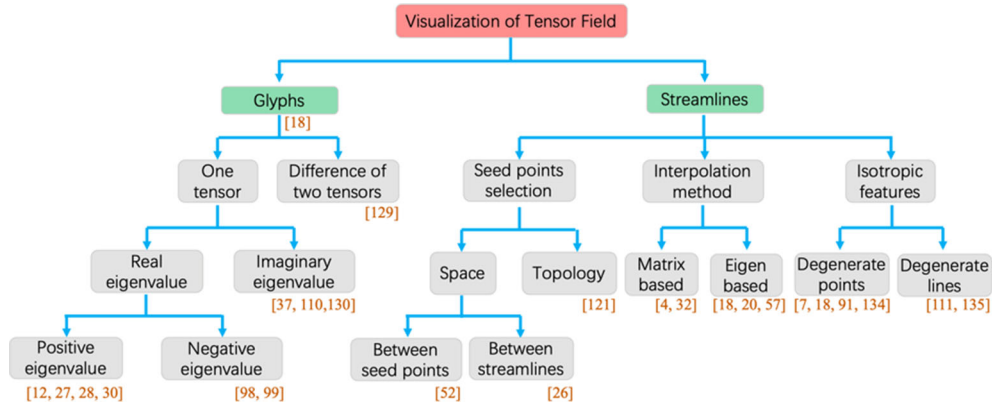 Visualization of Tensor Field
Glyphs
[18]
Streamlines
One
tensor
Difference of
two tensors
[129]
Seed points
selection
Interpolation
method
Isotropic
features
Real
eigenvalue
Imaginary
eigenvalue
[37, 110,130]
Space
Topology
[121]
Matrix
based
[4, 32]
Eigen
based
[18, 20, 57]
Degenerate
points
[7, 18, 91, 134]
Degenerate
lines
[111, 135]
Positive
eigenvalue
[12, 27, 28, 30]
Negative
eigenvalue
[98, 99]
Between
seed points
[52]
Between
streamlines
[26]